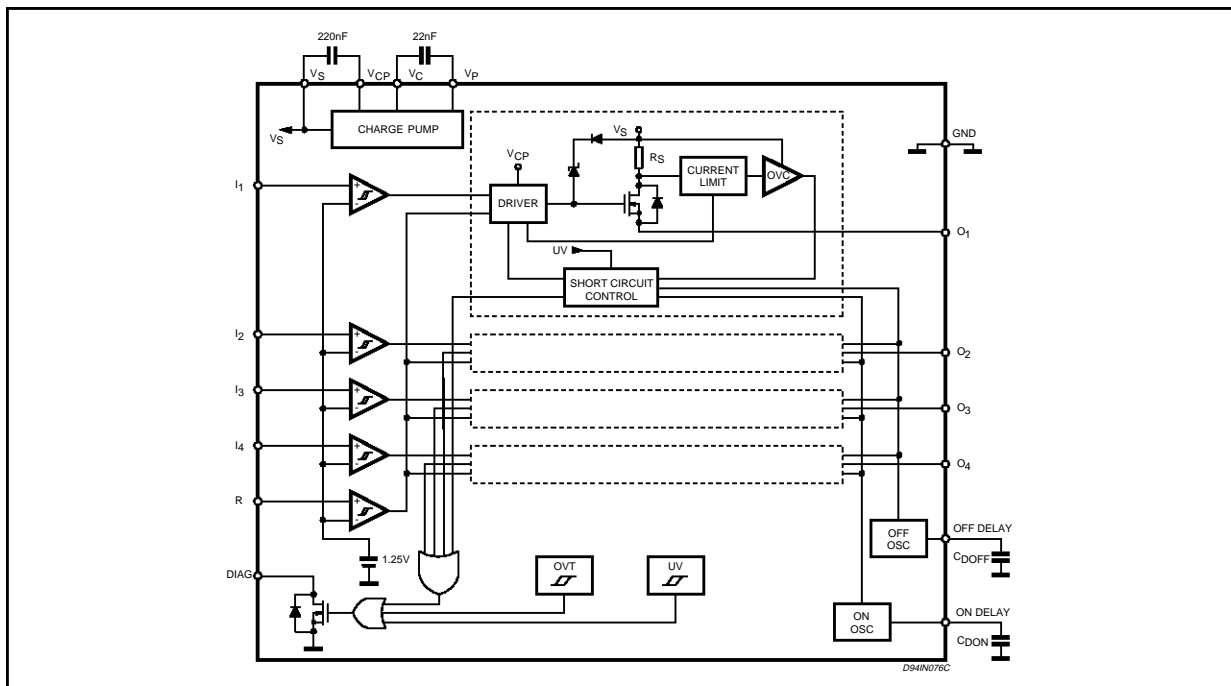 220nF
22nF
VS
VCP
VC
VP
VS
CHARGE PUMP
GND
VS
RS
VCP
CURRENT
LIMIT
OVC
I1
DRIVER
O1
UV
SHORT CIRCUIT
CONTROL
I2
O2
I3
O3
I4
O4
R
OFF
OSC
OFF DELAY
CDOFF
1.25V
DIAG
OVT
UV
ON
OSC
ON DELAY
CDON
D94IN076C
+
-
+
-
+
-
+
-
+
-